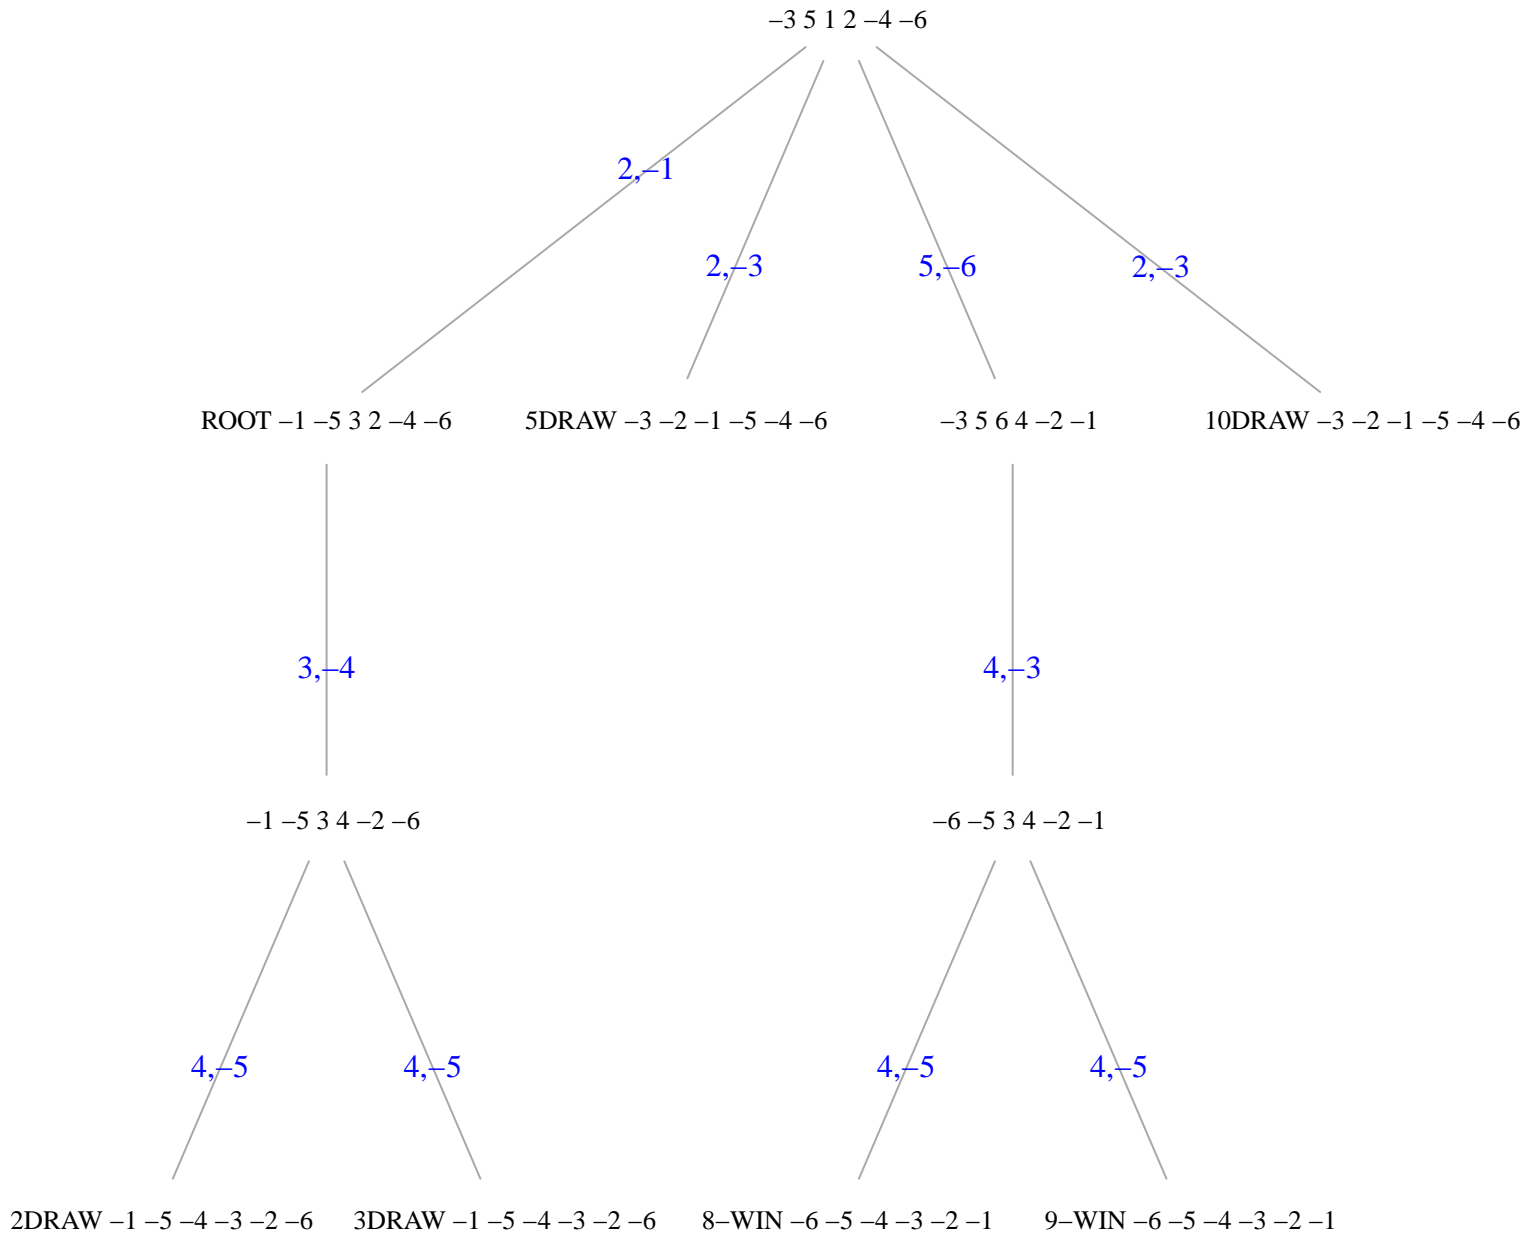 –3 5 1 2 –4 –6
2,–1
2,–3
5,–6
2,–3
ROOT –1 –5 3 2 –4 –6
5DRAW –3 –2 –1 –5 –4 –6
–3 5 6 4 –2 –1
10DRAW –3 –2 –1 –5 –4 –6
3,–4
4,–3
–1 –5 3 4 –2 –6
–6 –5 3 4 –2 –1
4,–5
4,–5
4,–5
4,–5
2DRAW –1 –5 –4 –3 –2 –6
3DRAW –1 –5 –4 –3 –2 –6
8–WIN –6 –5 –4 –3 –2 –1
9–WIN –6 –5 –4 –3 –2 –1